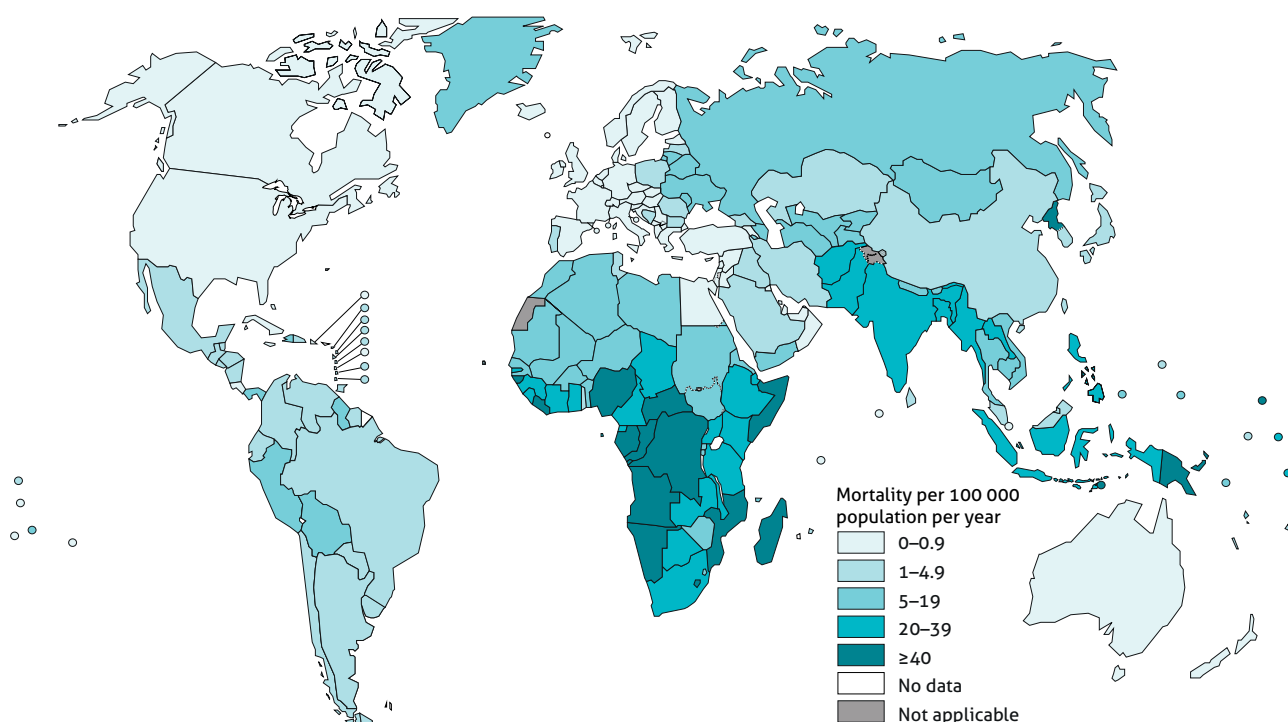 Mortality per 100 000
population per year
0–0.9
1–4.9
5–19
20–39
≥40
No data
Not applicable